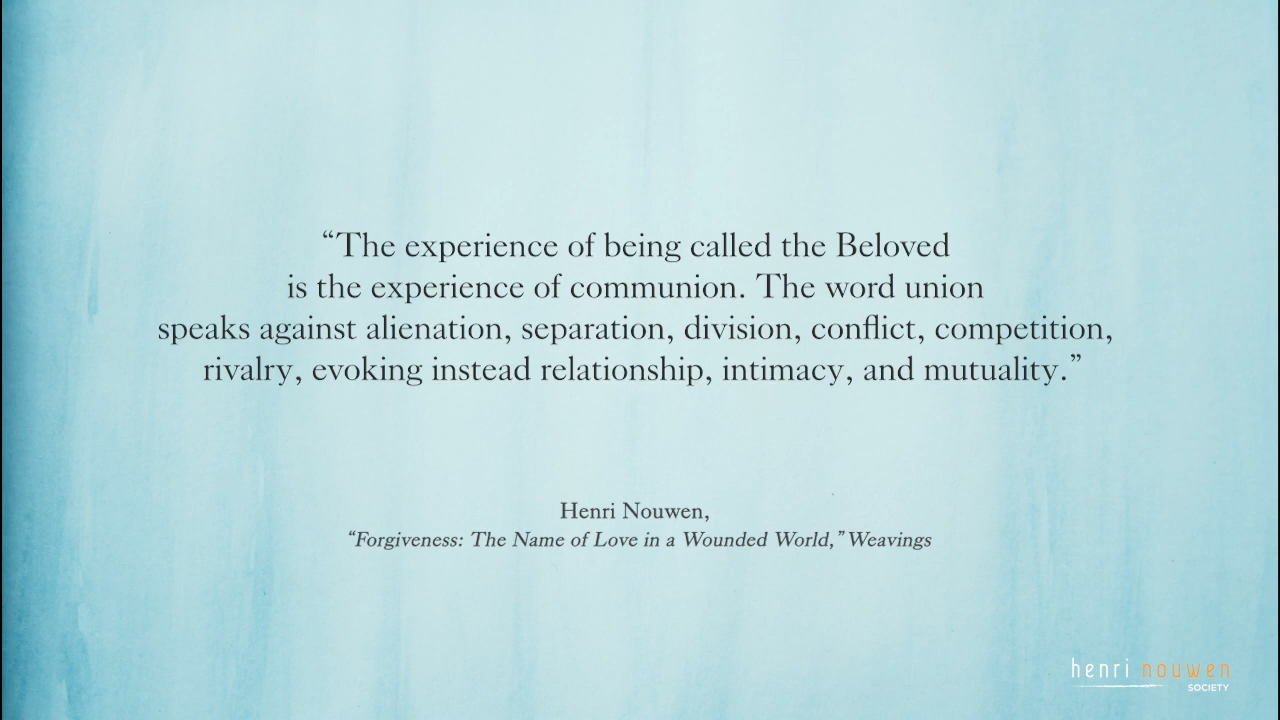 “The experience of being called the Beloved
is the experience of communion. The word union
speaks against alienation, separation, division, conflict, competition,
rivalry, evoking instead relationship, intimacy, and mutuality.”
Henri Nouwen,
“Forgiveness: The Name of Love in a Wounded World,” Weavings
henri nouwen
SOCIETY